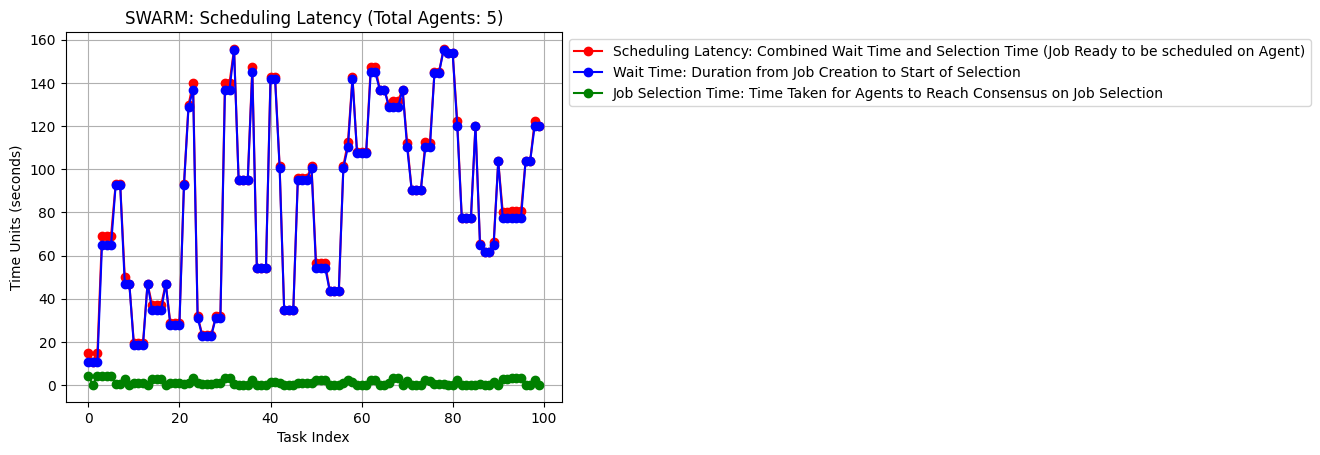 SWARM: Scheduling Latency (Total Agents: 5)
Time Units (seconds)
160
140
120
100
80
60
40
20
0
0 20 40 60 80 100
Task Index
Scheduling Latency: Combined Wait Time and Selection Time (Job Ready to be scheduled on Agent)
Wait Time: Duration from Job Creation to Start of Selection
Job Selection Time: Time Taken for Agents to Reach Consensus on Job Selection